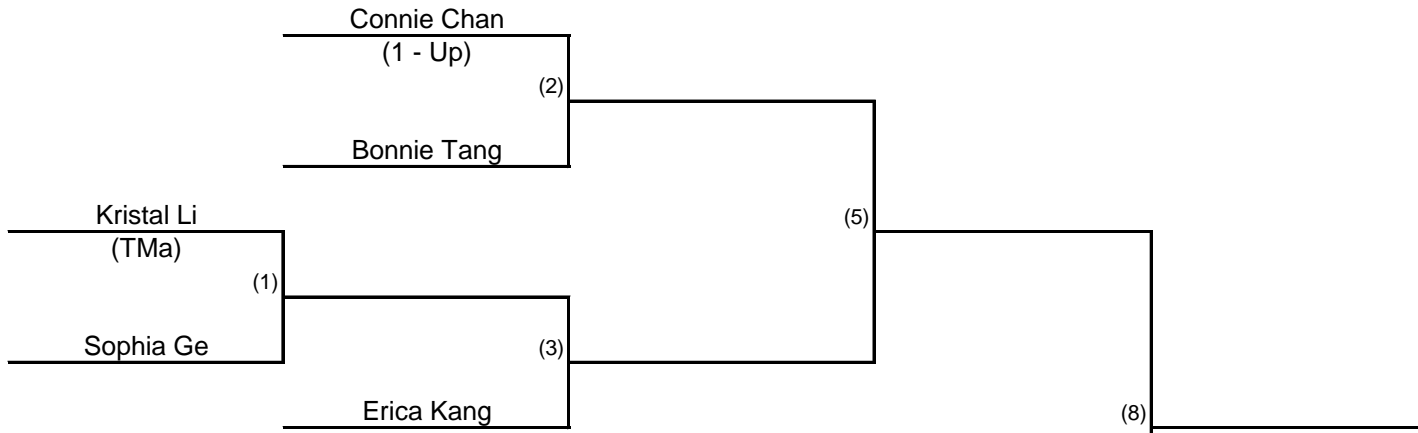 Connie Chan
(1 - Up)
(2)
Bonnie Tang
Kristal Li
(5)
(TMa)
(1)
Sophia Ge
(3)
Erica Kang
(8)